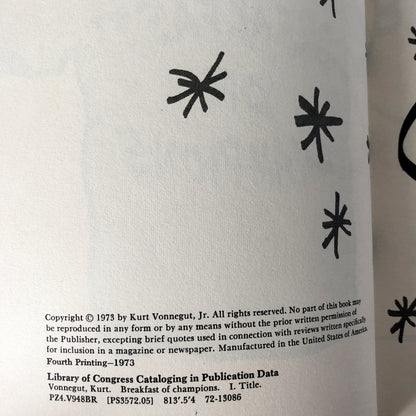 Copyright © 1973 by Kurt Vonnegut, Jr. All rights reserved. No part of this book may
be reproduced in any form or by any means without the prior written permission of
the Publisher, excepting brief quotes used in connection with reviews written specifically
for inclusion in a magazine or newspaper. Manufactured in the United States of America.
Fourth Printing—1973
Library of Congress Cataloging in Publication Data
Vonnegut, Kurt. Breakfast of champions. I. Title.
PZ4.V948BR [PS3572.05] 813'.5'4 72-13086